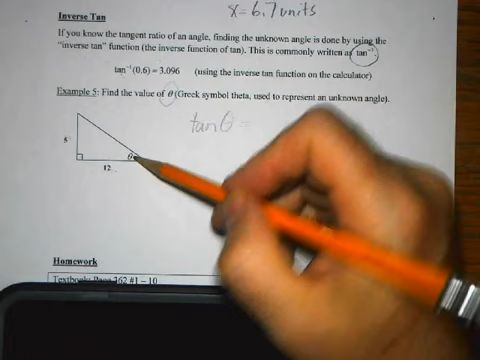 x = 6.7 units
Inverse Tan
If you know the tangent ratio of an angle, finding the unknown angle is done by using the
"inverse tan" function (the inverse function of tan). This is commonly written as tan⁻¹
tan⁻¹(0.6) = 3.096 (using the inverse tan function on the calculator)
Example 5: Find the value of θ (Greek symbol theta, used to represent an unknown angle).
tanθ =
θ
12
Homework
Textbook Page 162 #1 – 10